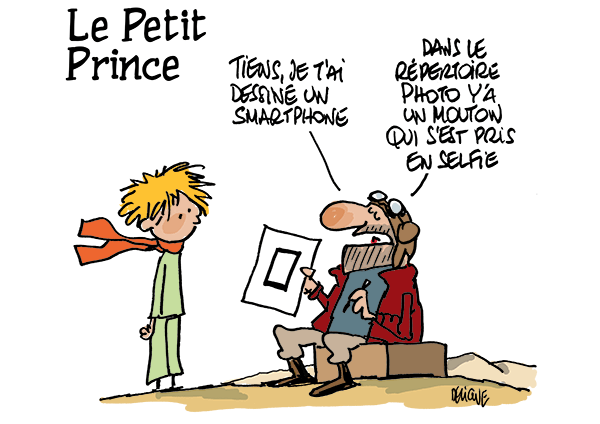 Le Petit
Prince
TIENS, JE T'AI
DESSINÉ UN
SMARTPHONE
DANS LE
RÉPERTOIRE
PHOTO Y'A
UN MOUTON
QUI S'EST PRIS
EN SELFIE
DELIGNE